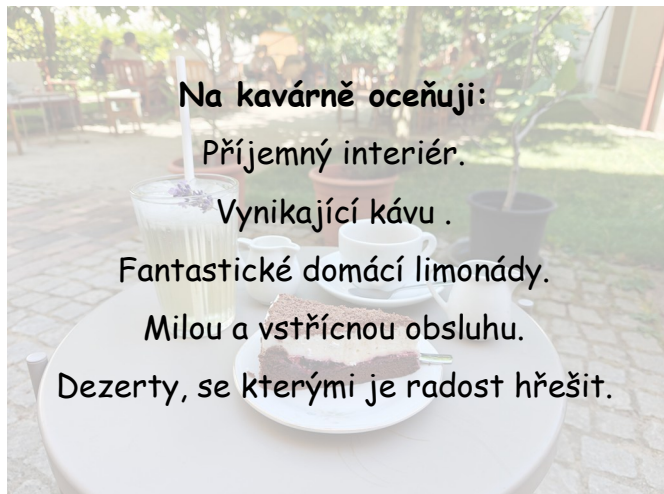 Na kavárně oceňuji:
Příjemný interiér.
Vynikající kávu .
Fantastické domácí limonády.
Milou a vstřícnou obsluhu.
Dezerty, se kterými je radost hřešit.